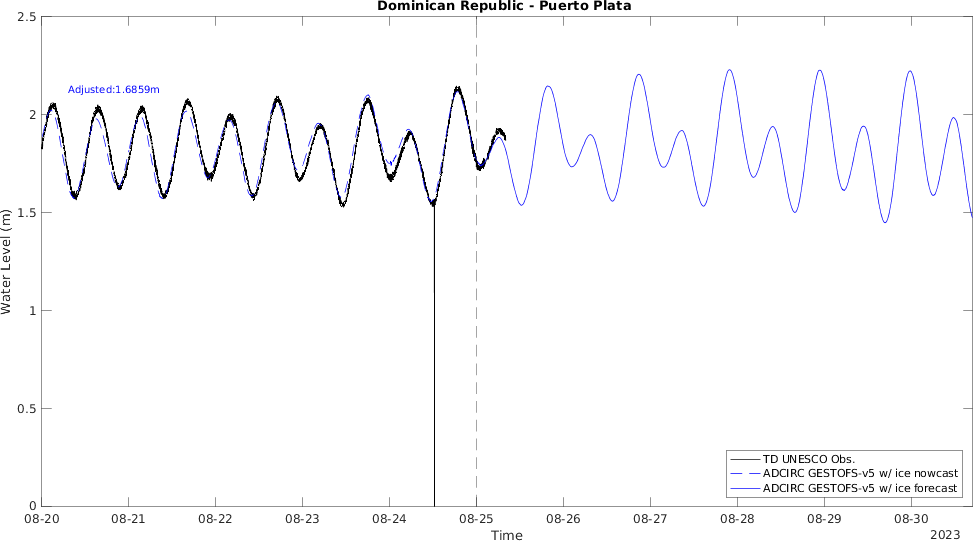 Dominican Republic - Puerto Plata
2.5
Adjusted:1.6859m
2
1.5
1
0.5
0
Water Level (m)
TD UNESCO Obs.
ADCIRC GESTOFS-v5 w/ ice nowcast
ADCIRC GESTOFS-v5 w/ ice forecast
08-20 08-21 08-22 08-23 08-24 08-25 08-26 08-27 08-28 08-29 08-30
Time
2023